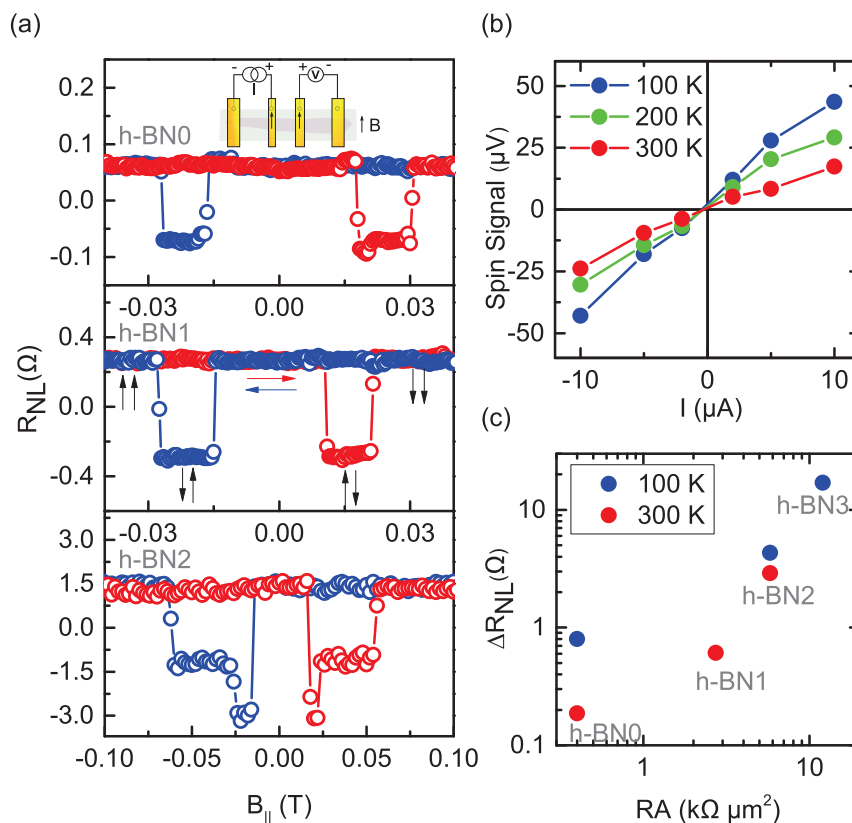 (a)
- + + -
I V
B
0.2
0.1
0.0
-0.1
h-BN0
-0.03 0.00 0.03
h-BN1
0.4
0.0
-0.4
R_NL(Ω)
-0.03 0.00 0.03
h-BN2
3.0
1.5
0.0
-1.5
-3.0
-0.10 -0.05 0.00 0.05 0.10
B_|| (T)
(b)
50
25
0
-25
-50
Spin Signal (μV)
100 K
200 K
300 K
-10 -5 0 5 10
I (μA)
(c)
10
1
0.1
ΔR_NL(Ω)
100 K
300 K
h-BN3
h-BN2
h-BN1
h-BN0
1 10
RA (kΩ μm²)